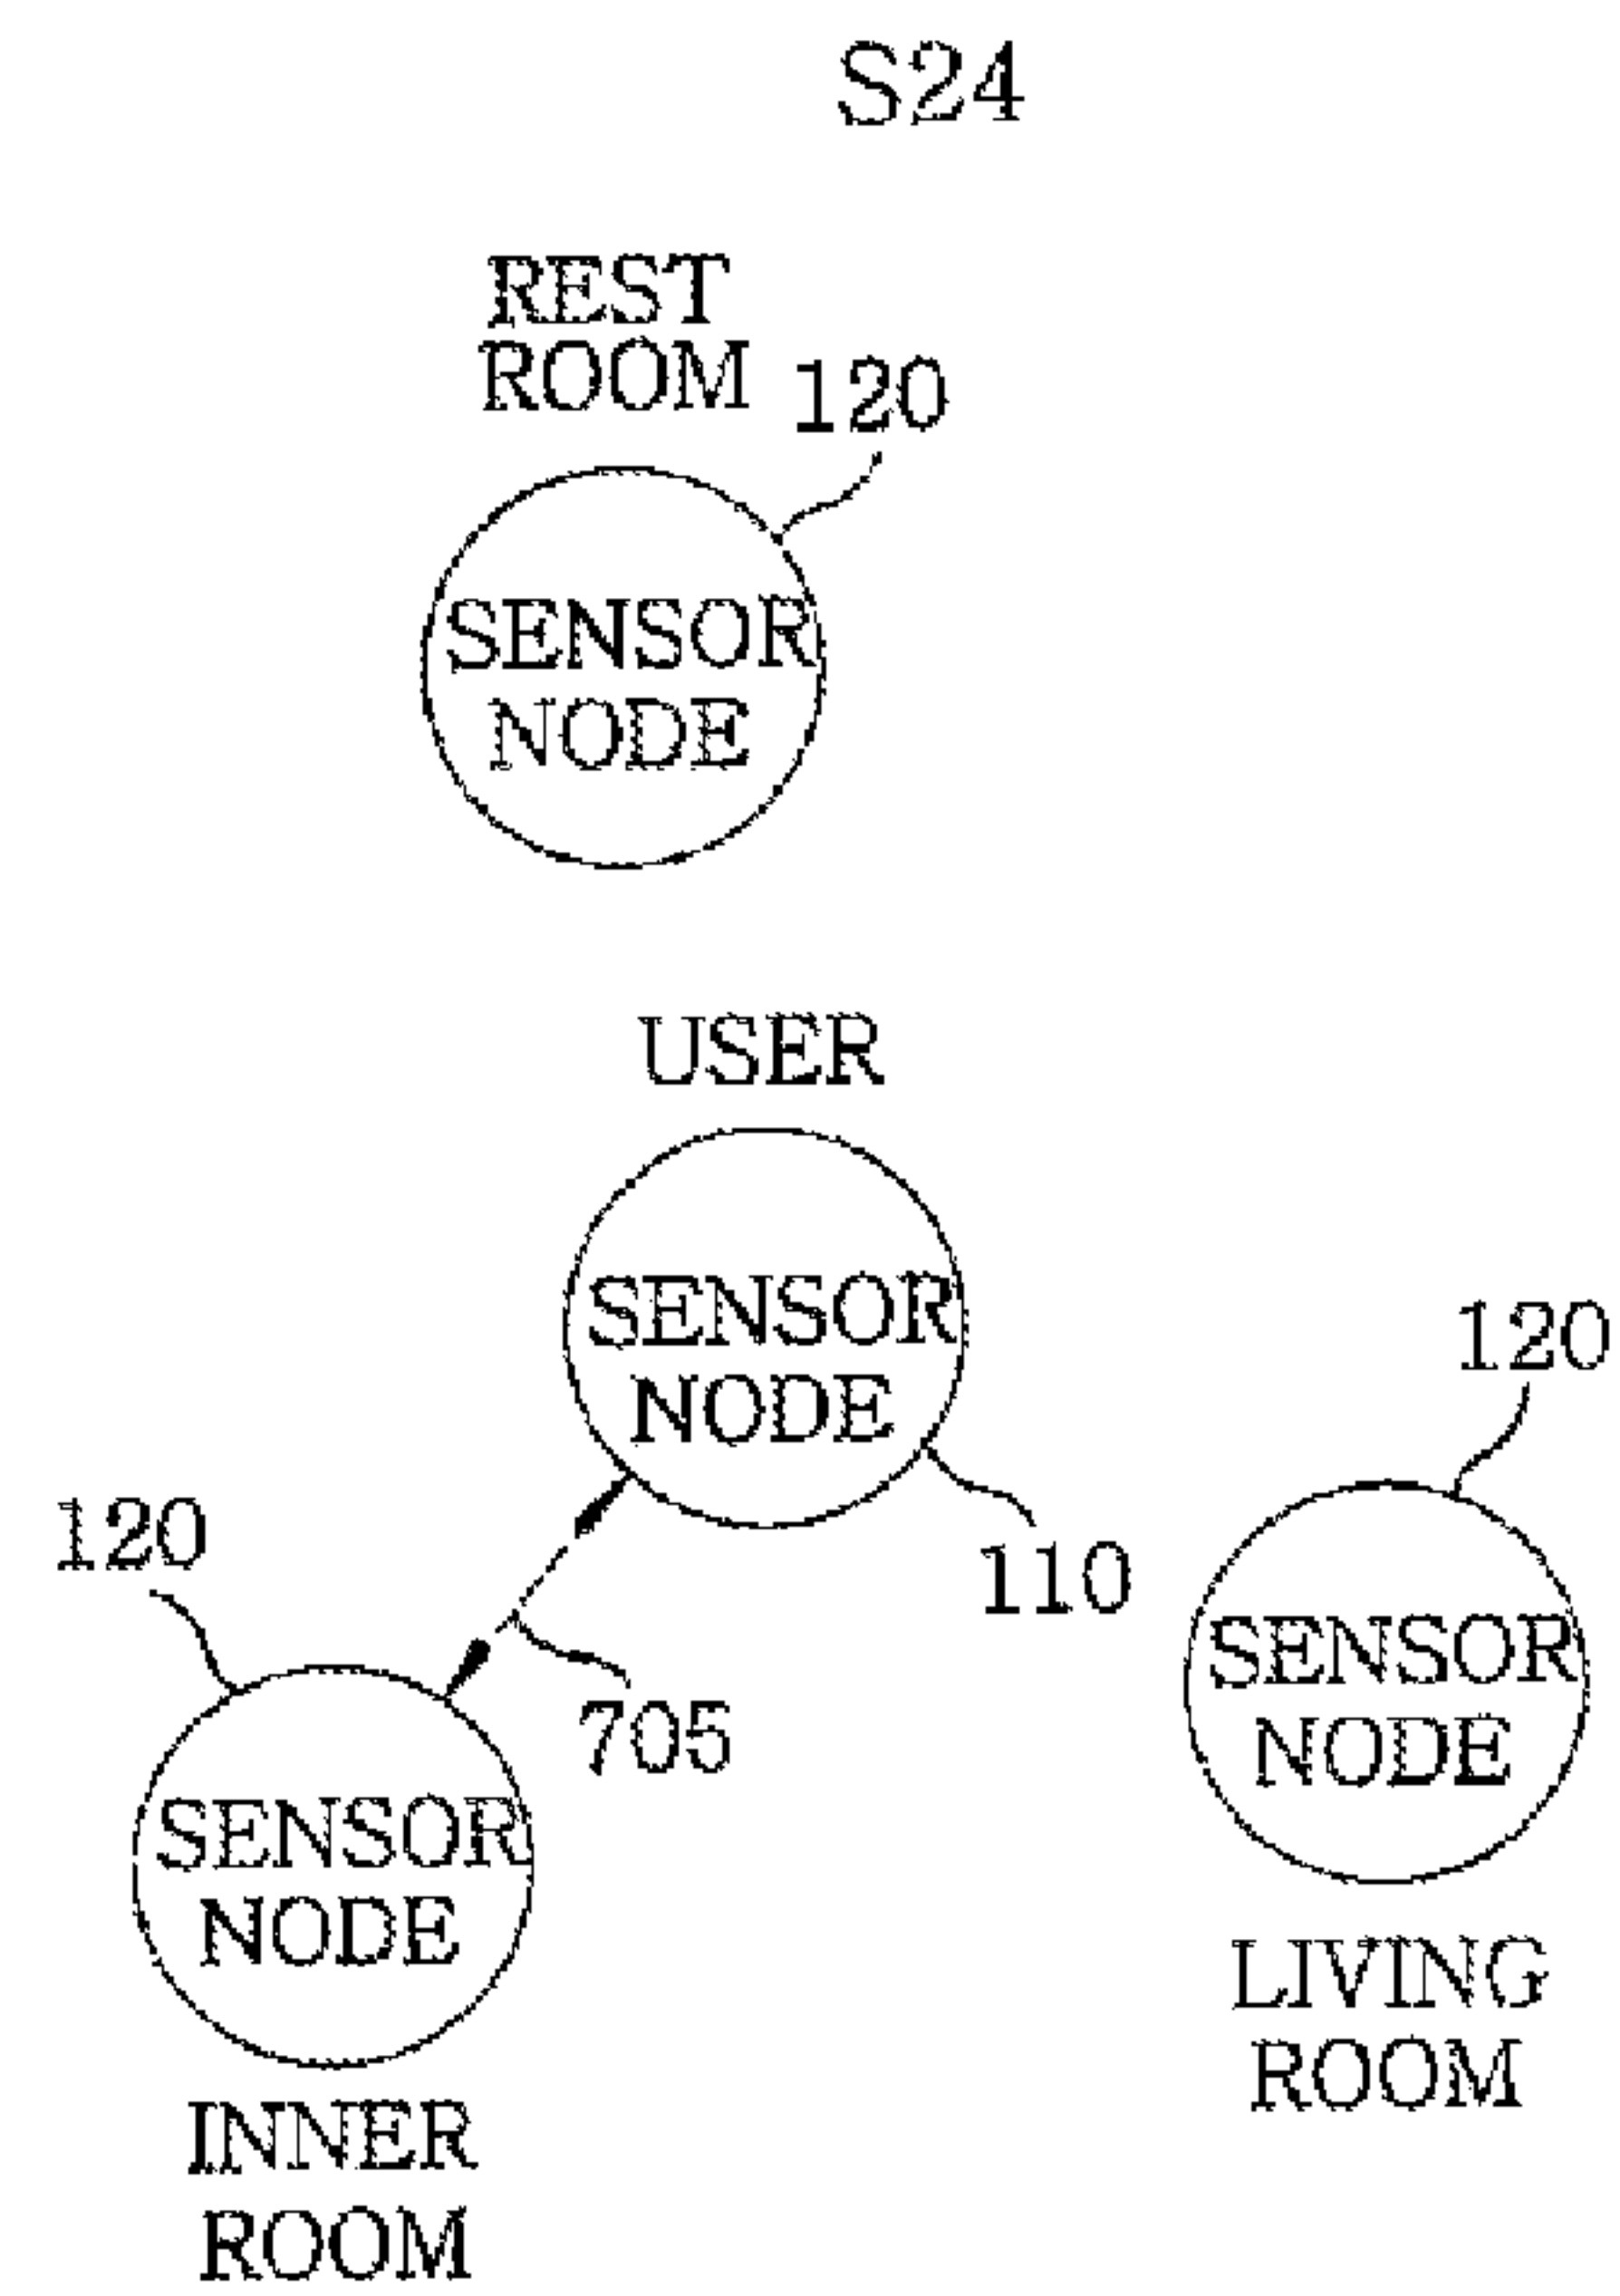 S24
REST
ROOM
120
SENSOR
NODE
USER
SENSOR
NODE
110
120
SENSOR
NODE
LIVING
ROOM
120
705
SENSOR
NODE
INNER
ROOM